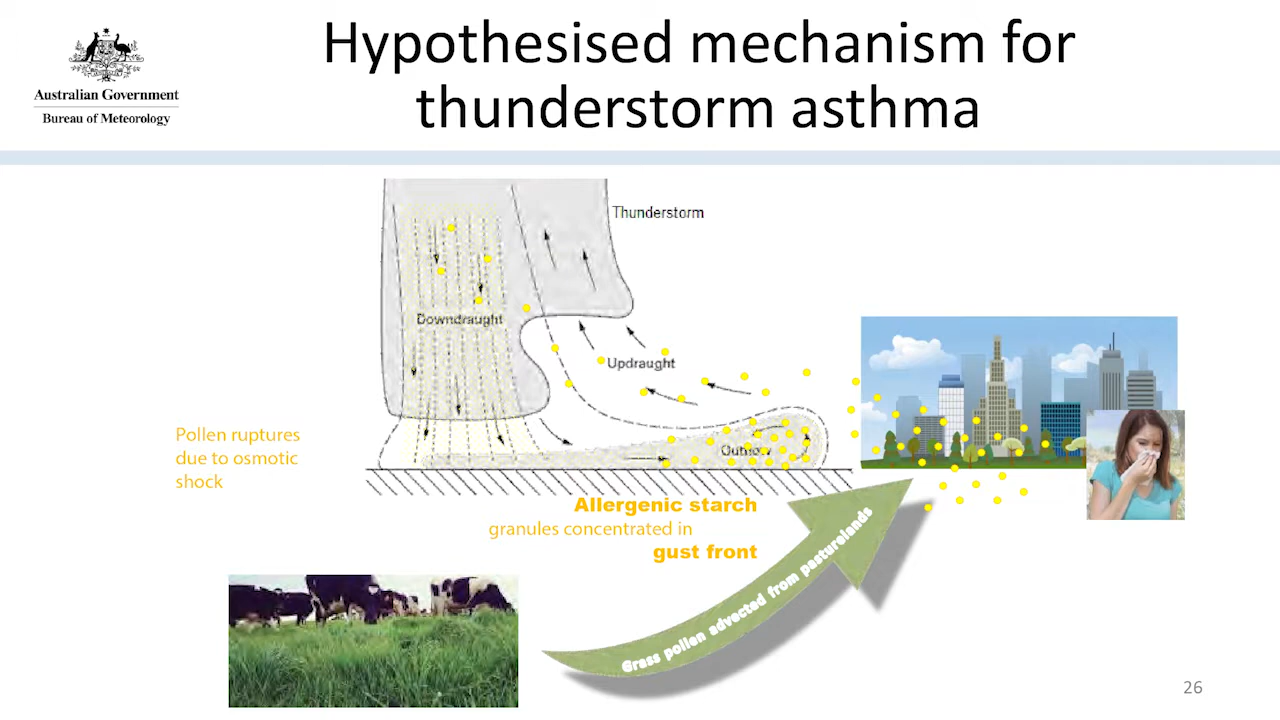 Hypothesised mechanism for
thunderstorm asthma
Australian Government
Bureau of Meteorology
Thunderstorm
Downdraught
Updraught
Pollen ruptures
due to osmotic
shock
Outflow
Allergenic starch
granules concentrated in
gust front
Grass pollen advected from pasturelands
26